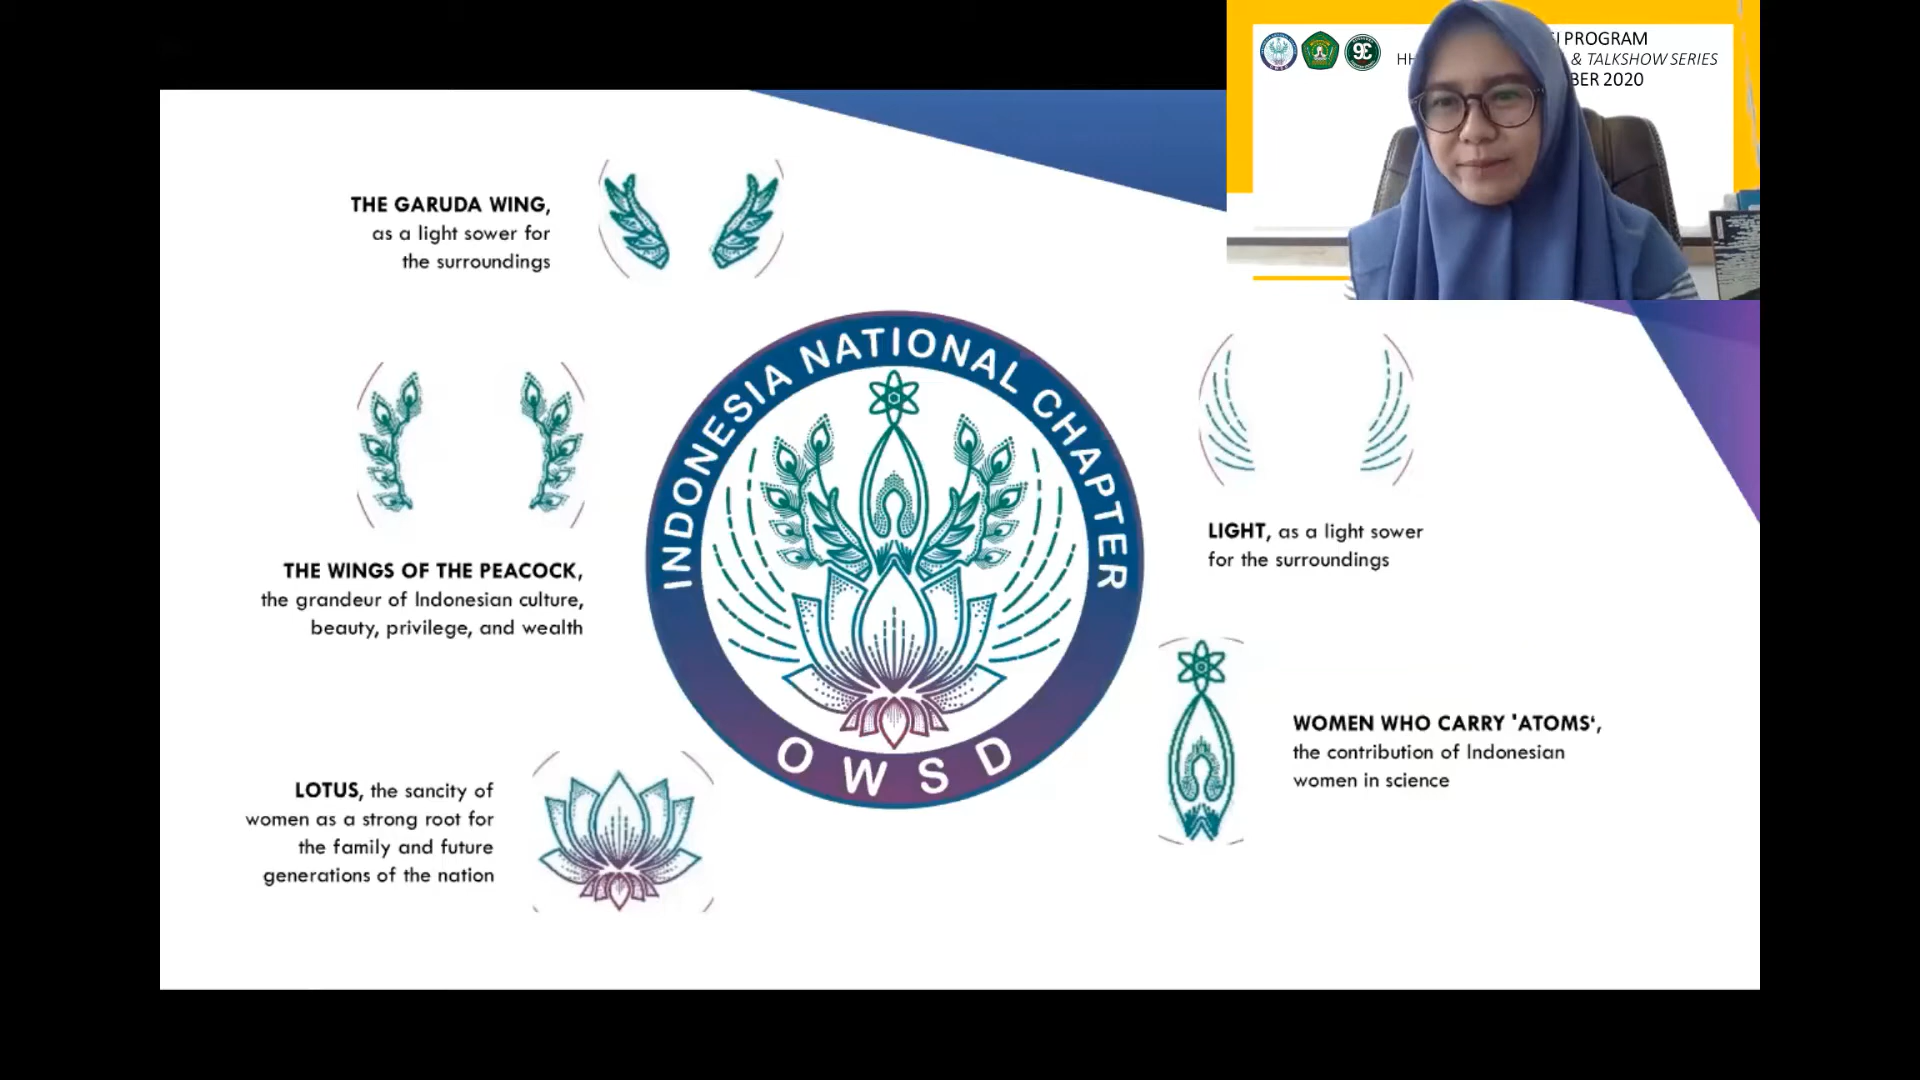 THE GARUDA WING,
as a light sower for
the surroundings
THE WINGS OF THE PEACOCK,
the grandeur of Indonesian culture,
beauty, privilege, and wealth
LOTUS, the sancity of
women as a strong root for
the family and future
generations of the nation
INDONESIA NATIONAL CHAPTER
OWSD
LIGHT, as a light sower
for the surroundings
WOMEN WHO CARRY 'ATOMS‘,
the contribution of Indonesian
women in science
PROGRAM
& TALKSHOW SERIES
2020